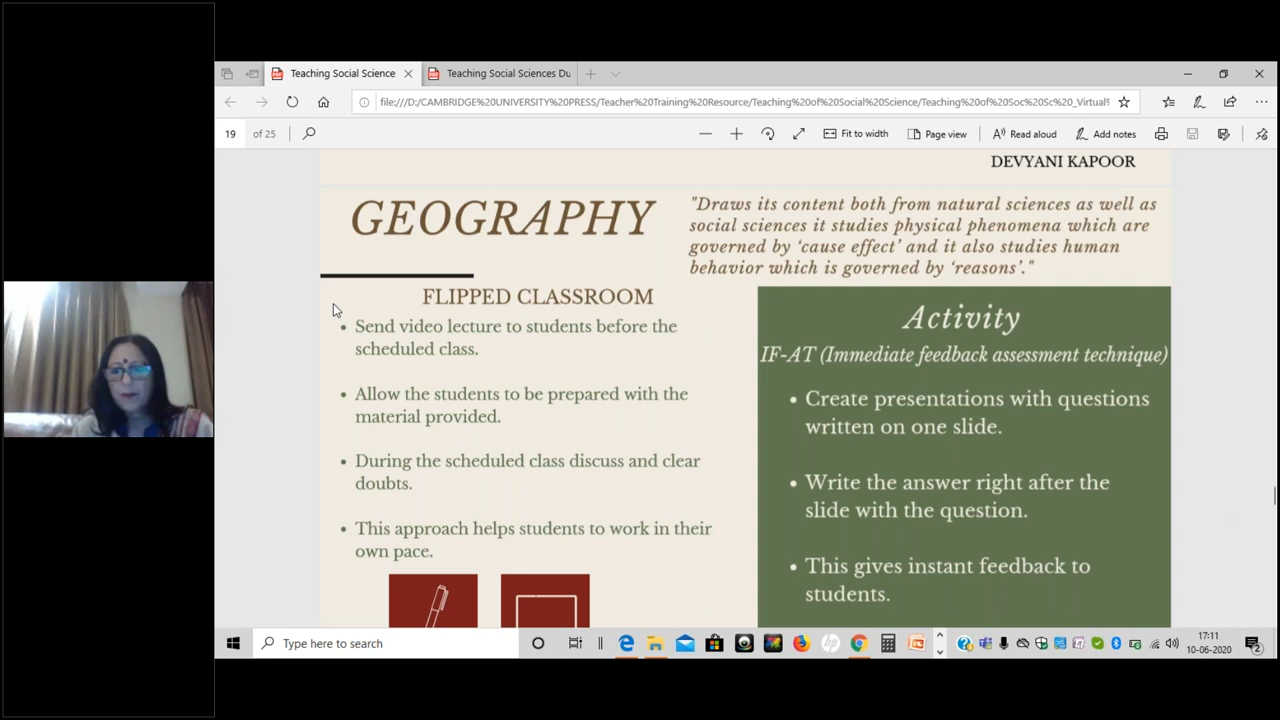 Teaching Social Science
Teaching Social Sciences Du
file:///D:/CAMBRIDGE%20UNIVERSITY%20PRESS/Teacher%20Training%20Resource/Teaching%20of%20Social%20Science/Teaching%20of%20Soc%20Sc%20_Virtual%
19 of 25
Fit to width
Page view
Read aloud
Add notes
DEVYANI KAPOOR
GEOGRAPHY
"Draws its content both from natural sciences as well as
social sciences it studies physical phenomena which are
governed by ‘cause effect’ and it also studies human
behavior which is governed by ‘reasons’."
FLIPPED CLASSROOM
• Send video lecture to students before the
scheduled class.
• Allow the students to be prepared with the
material provided.
• During the scheduled class discuss and clear
doubts.
• This approach helps students to work in their
own pace.
Activity
IF-AT (Immediate feedback assessment technique)
• Create presentations with questions
written on one slide.
• Write the answer right after the
slide with the question.
• This gives instant feedback to
students.
Type here to search
17:11
10-06-2020
2